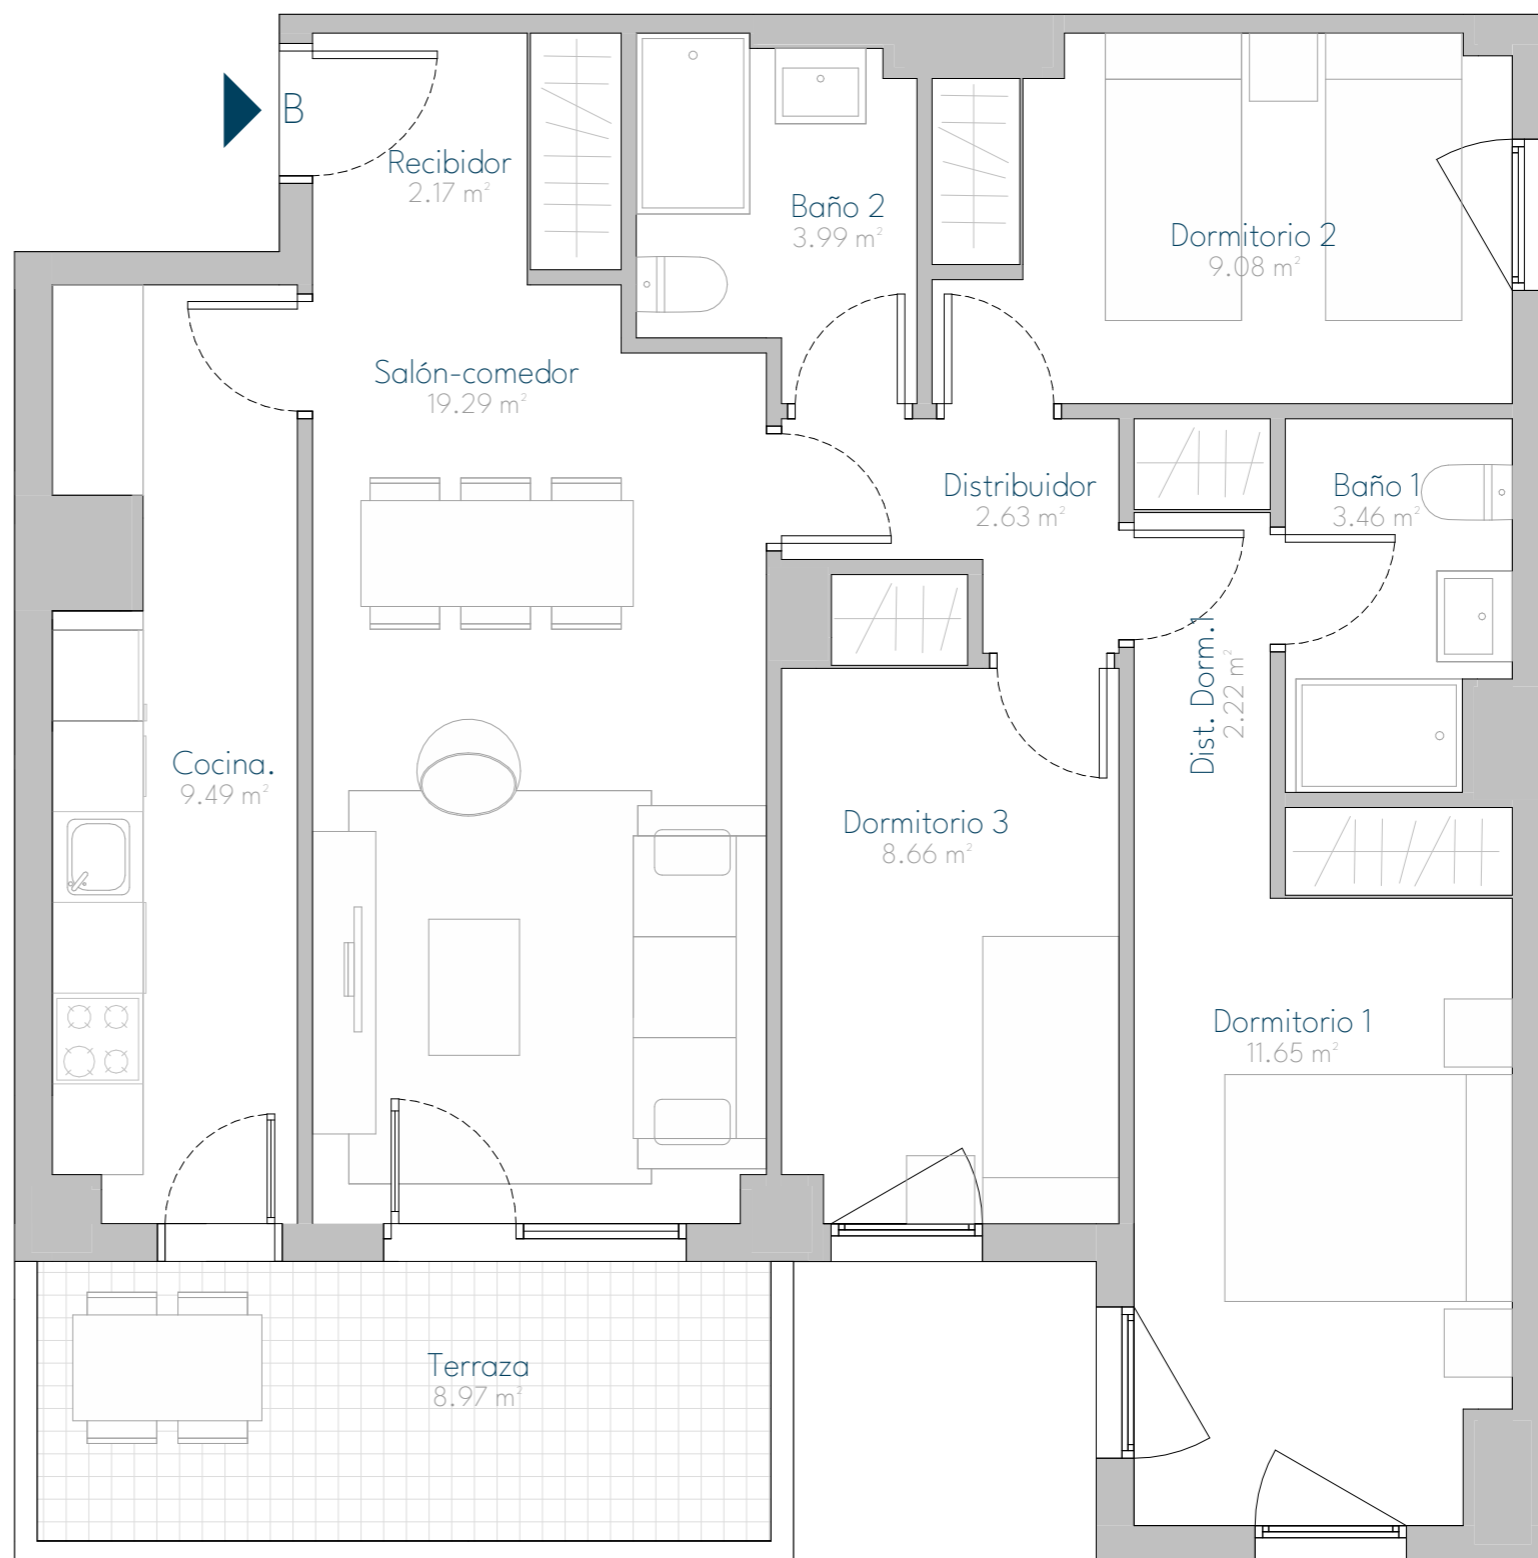 B
Recibidor
2.17 m²
Baño 2
3.99 m²
Dormitorio 2
9.08 m²
Salón-comedor
19.29 m²
Distribuidor
2.63 m²
Baño 1
3.46 m²
Dist. Dorm.1
2.22 m²
Cocina.
9.49 m²
Dormitorio 3
8.66 m²
Dormitorio 1
11.65 m²
Terraza
8.97 m²